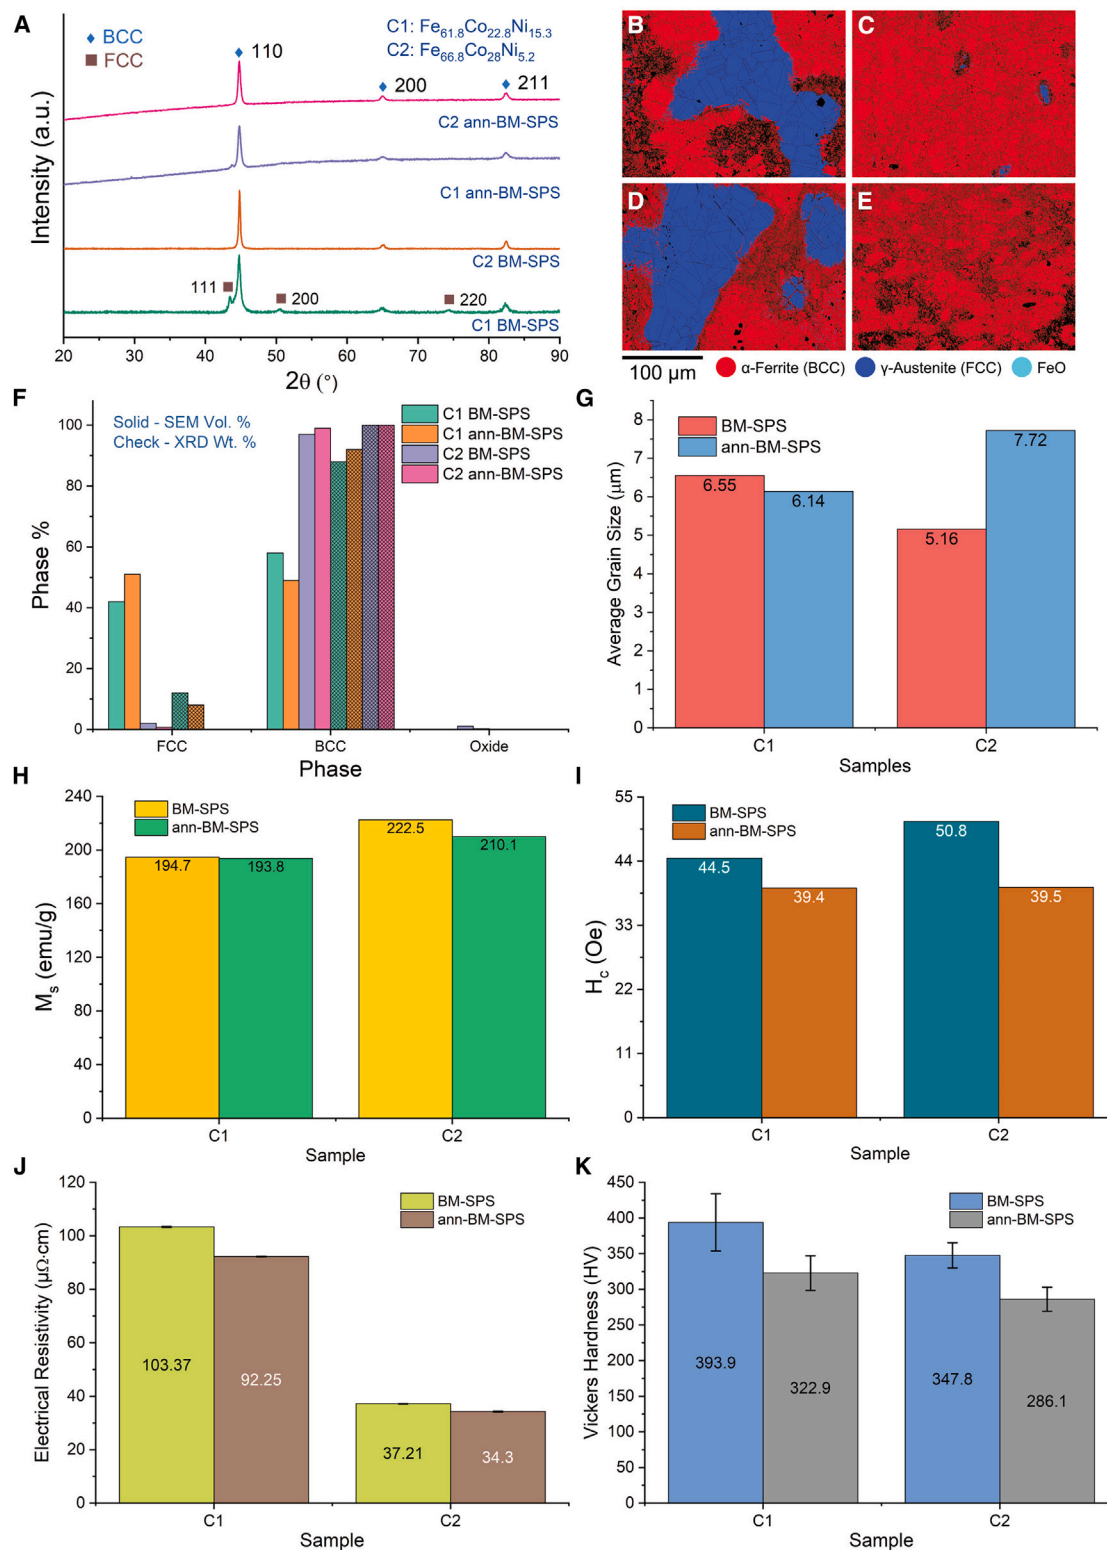 A
BCC
FCC
C1: Fe61.8Co22.8Ni15.3
C2: Fe66.8Co28Ni5.2
110
200
211
C2 ann-BM-SPS
C1 ann-BM-SPS
C2 BM-SPS
111
200
220
C1 BM-SPS
Intensity (a.u.)
20 30 40 50 60 70 80 90
2θ (°)
B
C
D
E
100 µm
α-Ferrite (BCC)
γ-Austenite (FCC)
FeO
F
Solid - SEM Vol. %
Check - XRD Wt. %
C1 BM-SPS
C1 ann-BM-SPS
C2 BM-SPS
C2 ann-BM-SPS
Phase %
100
80
60
40
20
0
FCC BCC Oxide
Phase
G
BM-SPS
ann-BM-SPS
Average Grain Size (µm)
8
7
6
5
4
3
2
1
0
6.55
6.14
5.16
7.72
C1 C2
Samples
H
BM-SPS
ann-BM-SPS
Ms (emu/g)
240
200
160
120
80
40
0
194.7
193.8
222.5
210.1
C1 C2
Sample
I
BM-SPS
ann-BM-SPS
Hc (Oe)
55
44
33
22
11
0
44.5
39.4
50.8
39.5
C1 C2
Sample
J
BM-SPS
ann-BM-SPS
Electrical Resistivity (µΩ·cm)
120
100
80
60
40
20
0
103.37
92.25
37.21
34.3
C1 C2
Sample
K
BM-SPS
ann-BM-SPS
Vickers Hardness (HV)
450
400
350
300
250
200
150
100
50
0
393.9
322.9
347.8
286.1
C1 C2
Sample